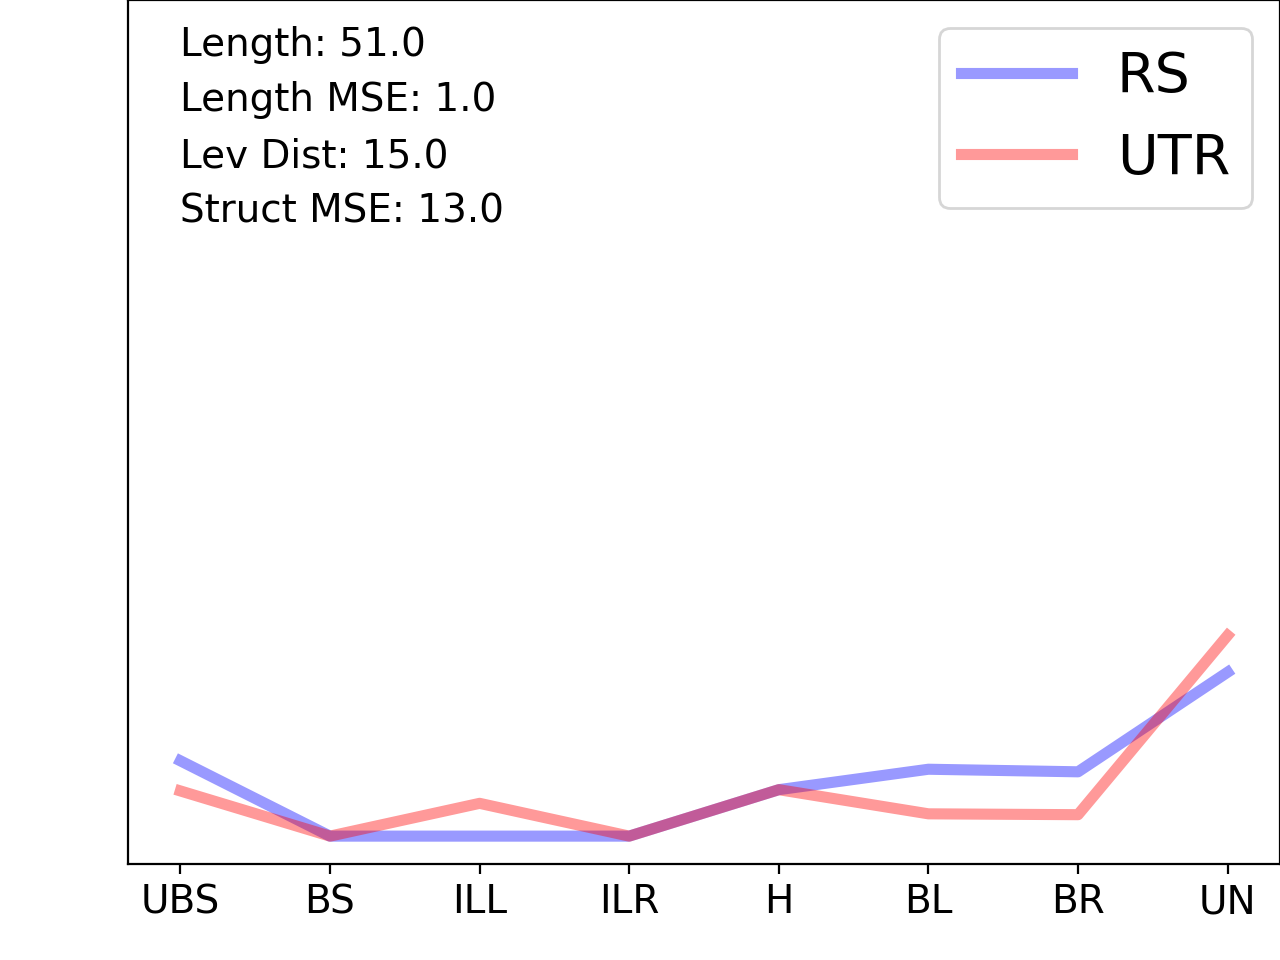 Length: 51.0
Length MSE: 1.0
Lev Dist: 15.0
Struct MSE: 13.0
RS
UTR
UBS BS ILL ILR H BL BR UN